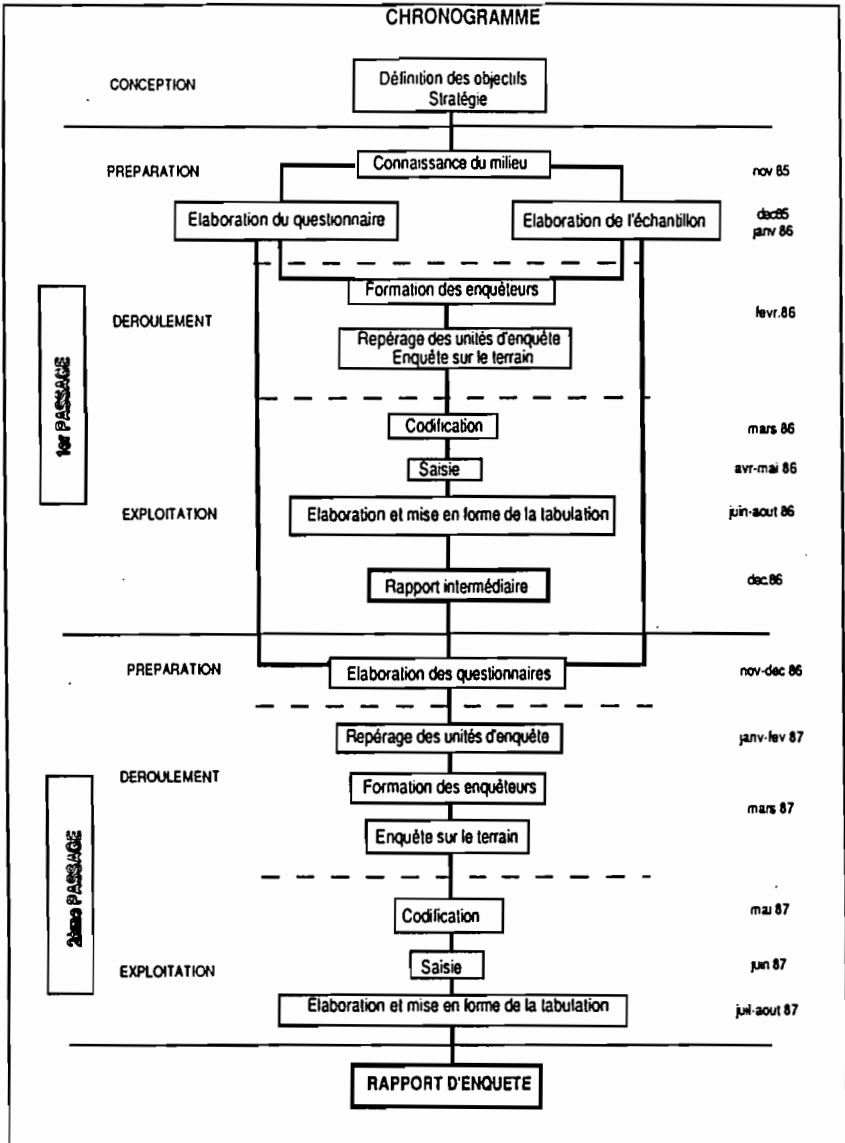 CHRONOGRAMME
CONCEPTION
Définition des objectifs
Stratégie
PREPARATION
Connaissance du milieu
nov 85
Elaboration du questionnaire
Elaboration de l'échantillon
dec85
janv 86
1er PASSAGE
DEROULEMENT
Formation des enquêteurs
fevr.86
Repérage des unités d'enquête
Enquête sur le terrain
Codification
mars 86
Saisie
avr-mai 86
EXPLOITATION
Elaboration et mise en forme de la tabulation
juin-aout 86
Rapport intermédiaire
dec.86
PREPARATION
Elaboration des questionnaires
nov-dec 86
Repérage des unités d'enquête
janv-fev 87
2ème PASSAGE
DEROULEMENT
Formation des enquêteurs
mars 87
Enquête sur le terrain
Codification
mai 87
Saisie
juin 87
EXPLOITATION
Elaboration et mise en forme de la tabulation
juil-aout 87
RAPPORT D'ENQUETE